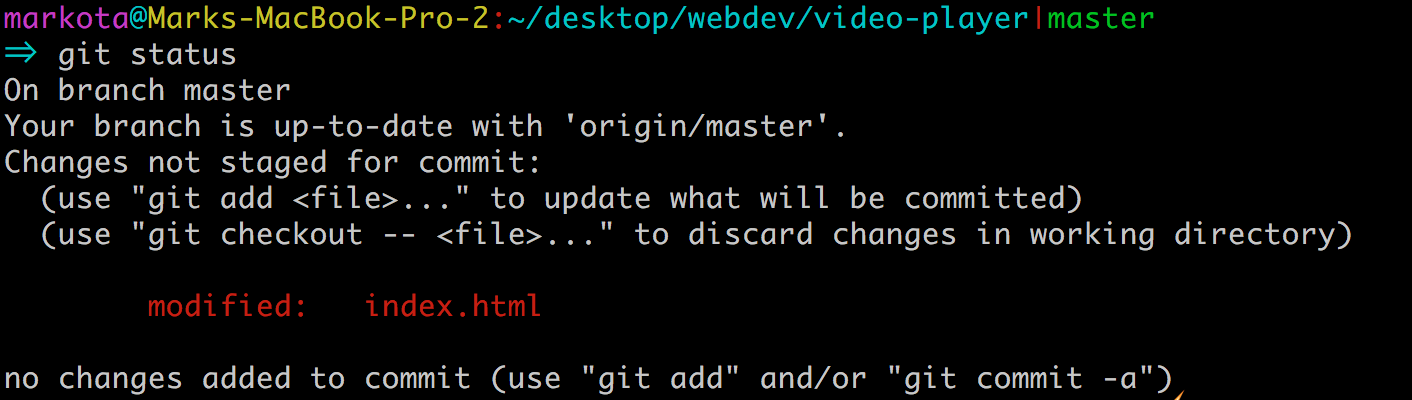 markota@Marks-MacBook-Pro-2:~/desktop/webdev/video-player|master
⇒ git status
On branch master
Your branch is up-to-date with 'origin/master'.
Changes not staged for commit:
  (use "git add <file>..." to update what will be committed)
  (use "git checkout -- <file>..." to discard changes in working directory)
        modified:   index.html
no changes added to commit (use "git add" and/or "git commit -a")